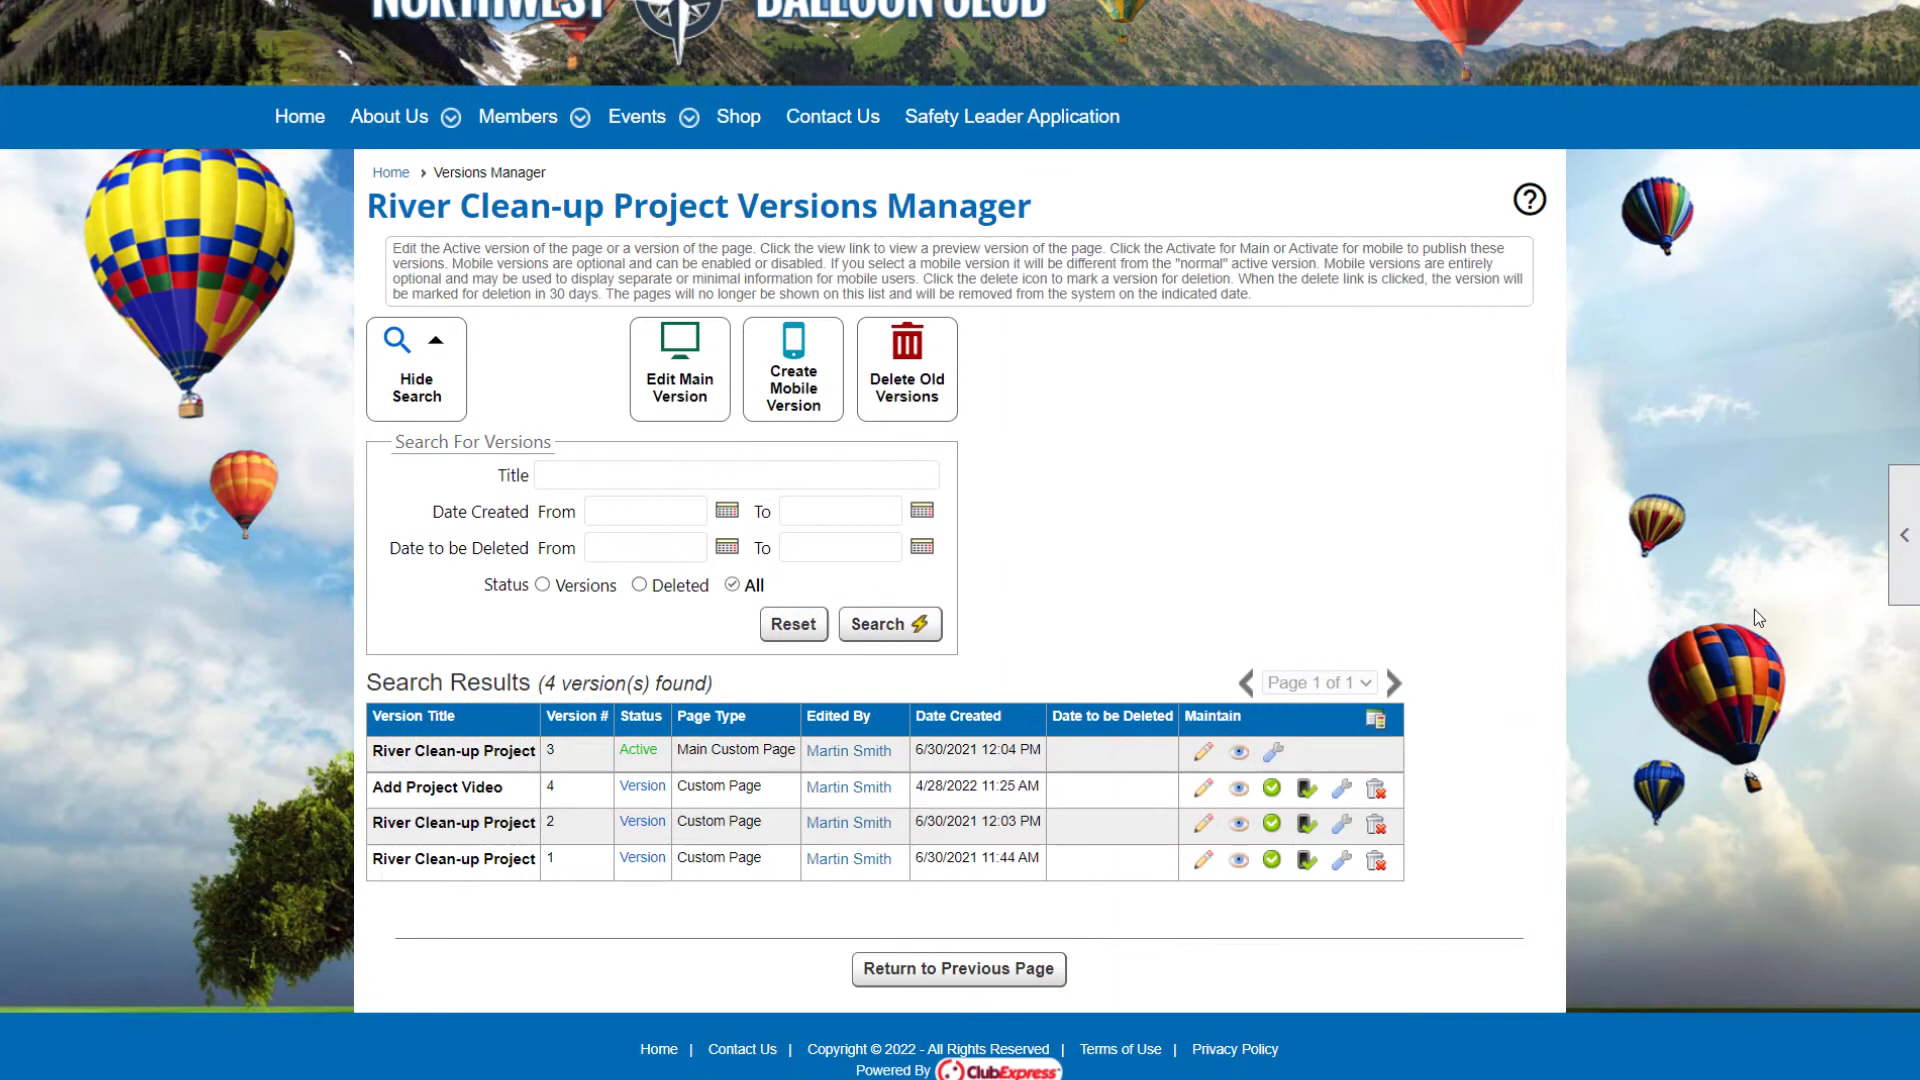 NORTHWEST BALLOON CLUB
Home About Us Members Events Shop Contact Us Safety Leader Application
Home › Versions Manager
River Clean-up Project Versions Manager
Edit the Active version of the page or a version of the page. Click the view link to view a preview version of the page. Click the Activate for Main or Activate for mobile to publish these
versions. Mobile versions are optional and can be enabled or disabled. If you select a mobile version it will be different from the "normal" active version. Mobile versions are entirely
optional and may be used to display separate or minimal information for mobile users. Click the delete icon to mark a version for deletion. When the delete link is clicked, the version will
be marked for deletion in 30 days. The pages will no longer be shown on this list and will be removed from the system on the indicated date.
Hide Search
Edit Main Version
Create Mobile Version
Delete Old Versions
Search For Versions
Title
Date Created From To
Date to be Deleted From To
Status Versions Deleted All
Reset Search
Search Results (4 version(s) found) Page 1 of 1
Version Title Version # Status Page Type Edited By Date Created Date to be Deleted Maintain
River Clean-up Project 3 Active Main Custom Page Martin Smith 6/30/2021 12:04 PM
Add Project Video 4 Version Custom Page Martin Smith 4/28/2022 11:25 AM
River Clean-up Project 2 Version Custom Page Martin Smith 6/30/2021 12:03 PM
River Clean-up Project 1 Version Custom Page Martin Smith 6/30/2021 11:44 AM
Return to Previous Page
Home | Contact Us | Copyright © 2022 - All Rights Reserved | Terms of Use | Privacy Policy
Powered By ClubExpress